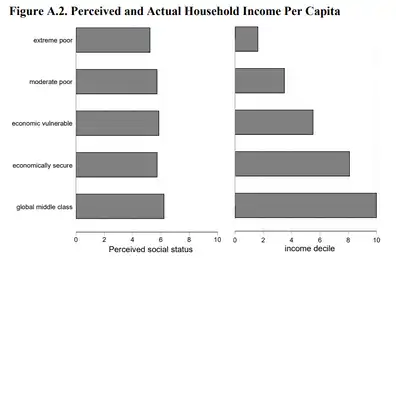 Figure A.2. Perceived and Actual Household Income Per Capita
extreme poor
moderate poor
economic vulnerable
economically secure
global middle class
0 2 4 6 8 10
Perceived social status
0 2 4 6 8 10
income decile